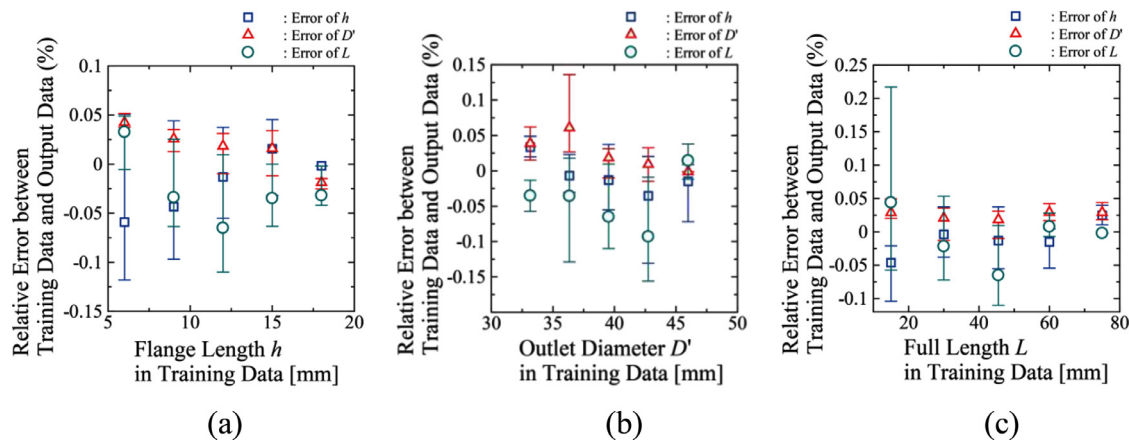 : Error of h
: Error of D'
: Error of L
Relative Error between
Training Data and Output Data (%)
0.1
0.05
0
-0.05
-0.1
-0.15
5 10 15 20
Flange Length h
in Training Data [mm]
(a)
: Error of h
: Error of D'
: Error of L
Relative Error between
Training Data and Output Data (%)
0.15
0.1
0.05
0
-0.05
-0.1
-0.15
30 35 40 45 50
Outlet Diameter D'
in Training Data [mm]
(b)
: Error of h
: Error of D'
: Error of L
Relative Error between
Training Data and Output Data (%)
0.25
0.2
0.15
0.1
0.05
0
-0.05
-0.1
20 40 60 80
Full Length L
in Training Data [mm]
(c)